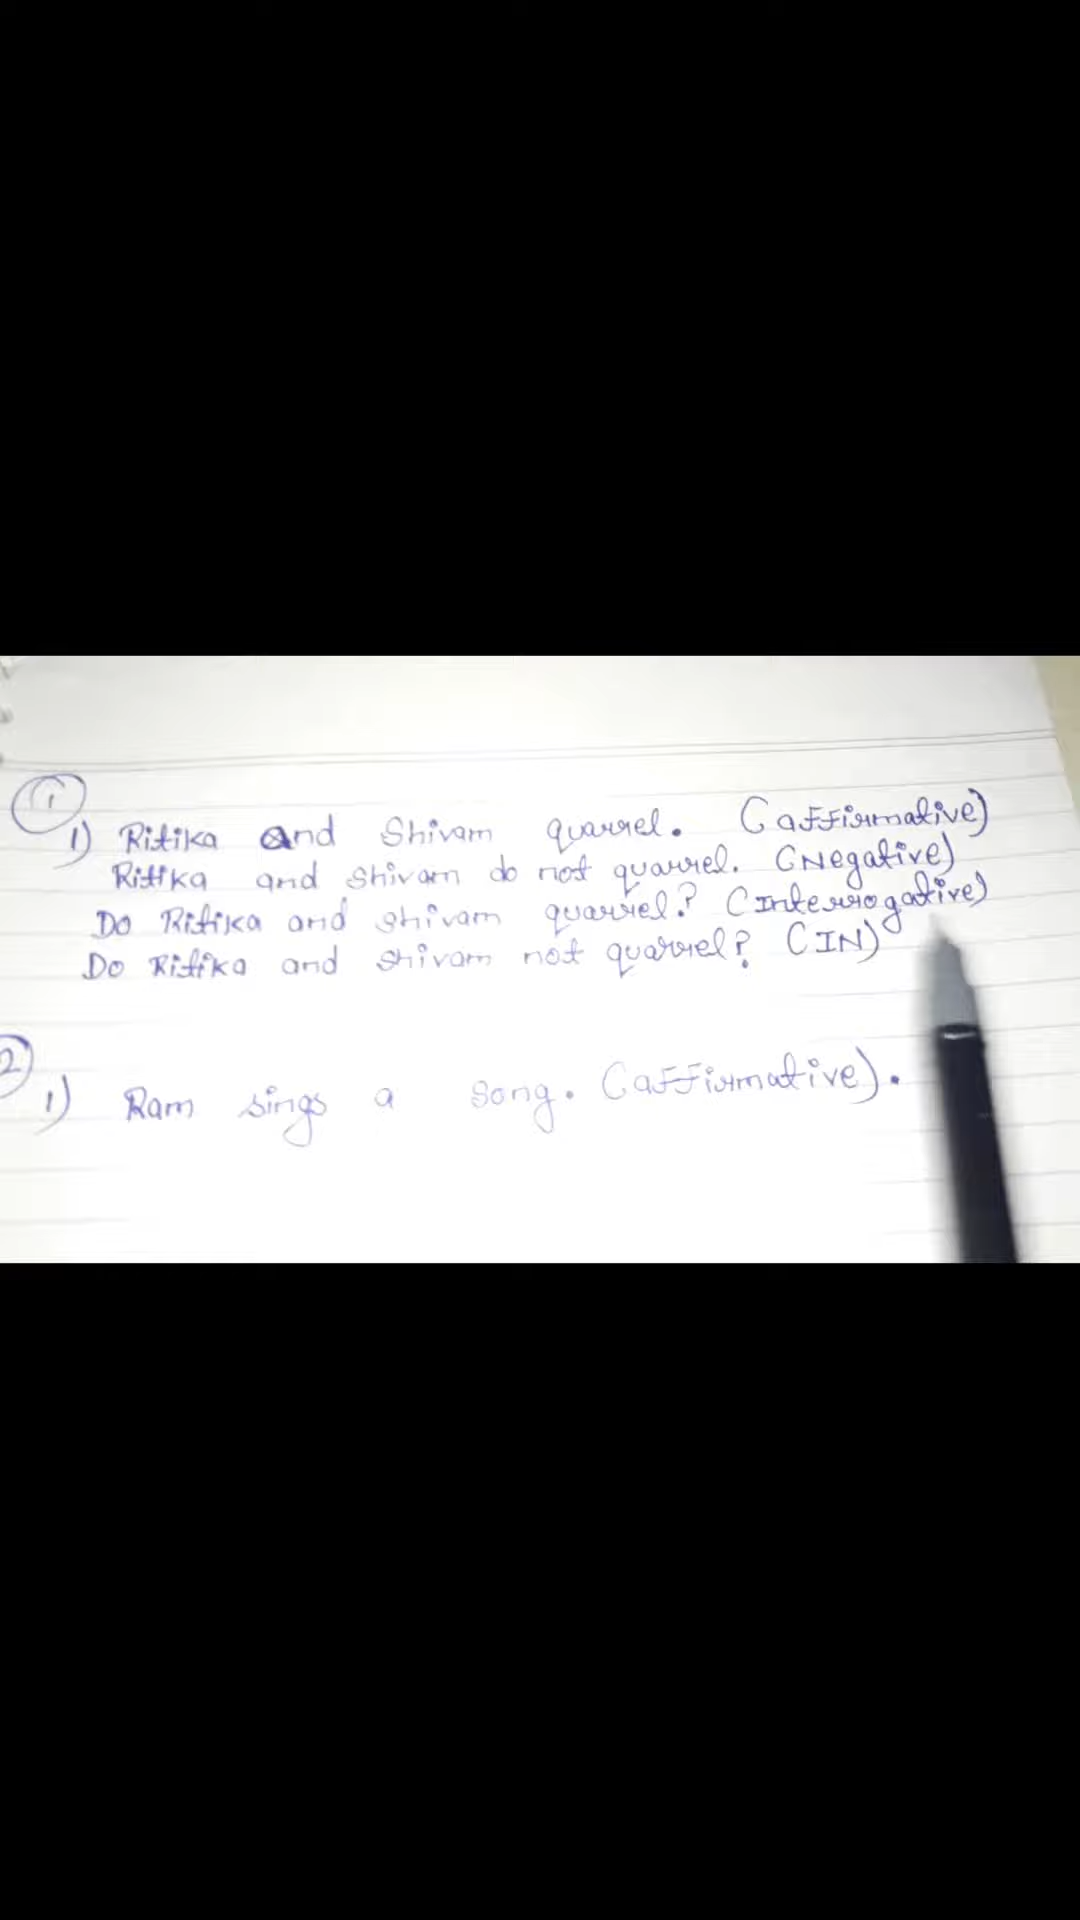 ①
1) Ritika and Shivam quarrel. (affirmative)
Ritika and shivam do not quarrel. (Negative)
Do Ritika and shivam quarrel? (Interrogative)
Do Ritika and shivam not quarrel? (IN)
②
1) Ram sings a song. (affirmative).